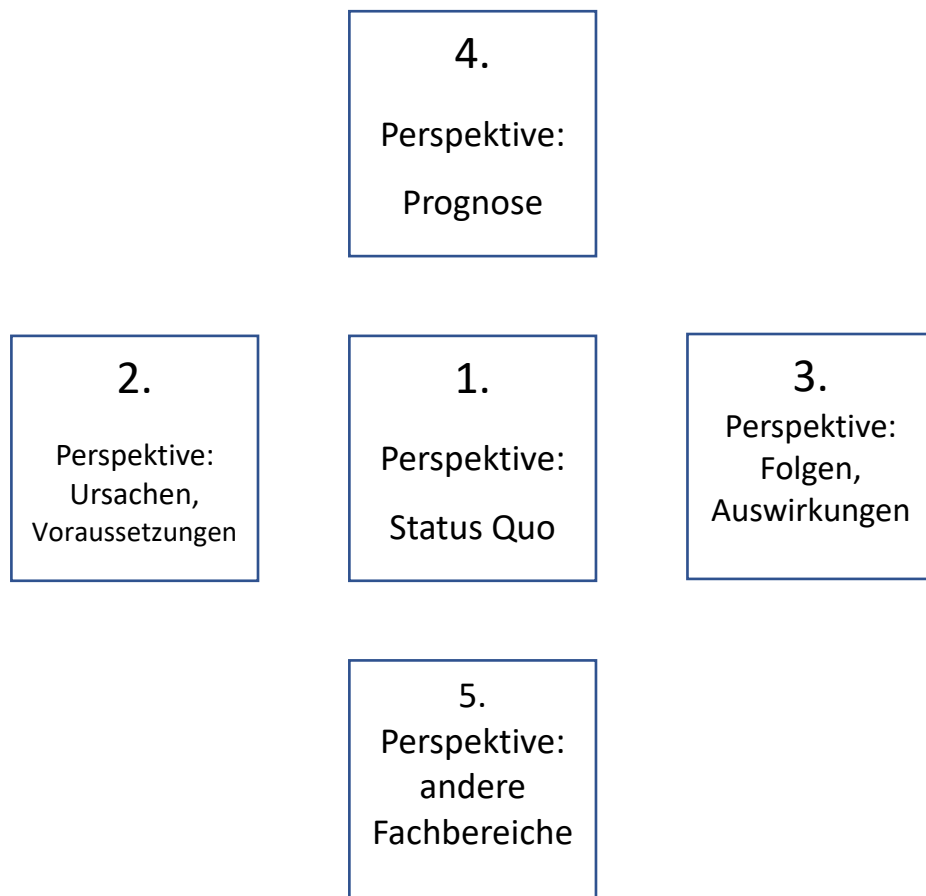 4.
Perspektive:
Prognose
2.
Perspektive:
Ursachen,
Voraussetzungen
1.
Perspektive:
Status Quo
3.
Perspektive:
Folgen,
Auswirkungen
5.
Perspektive:
andere
Fachbereiche